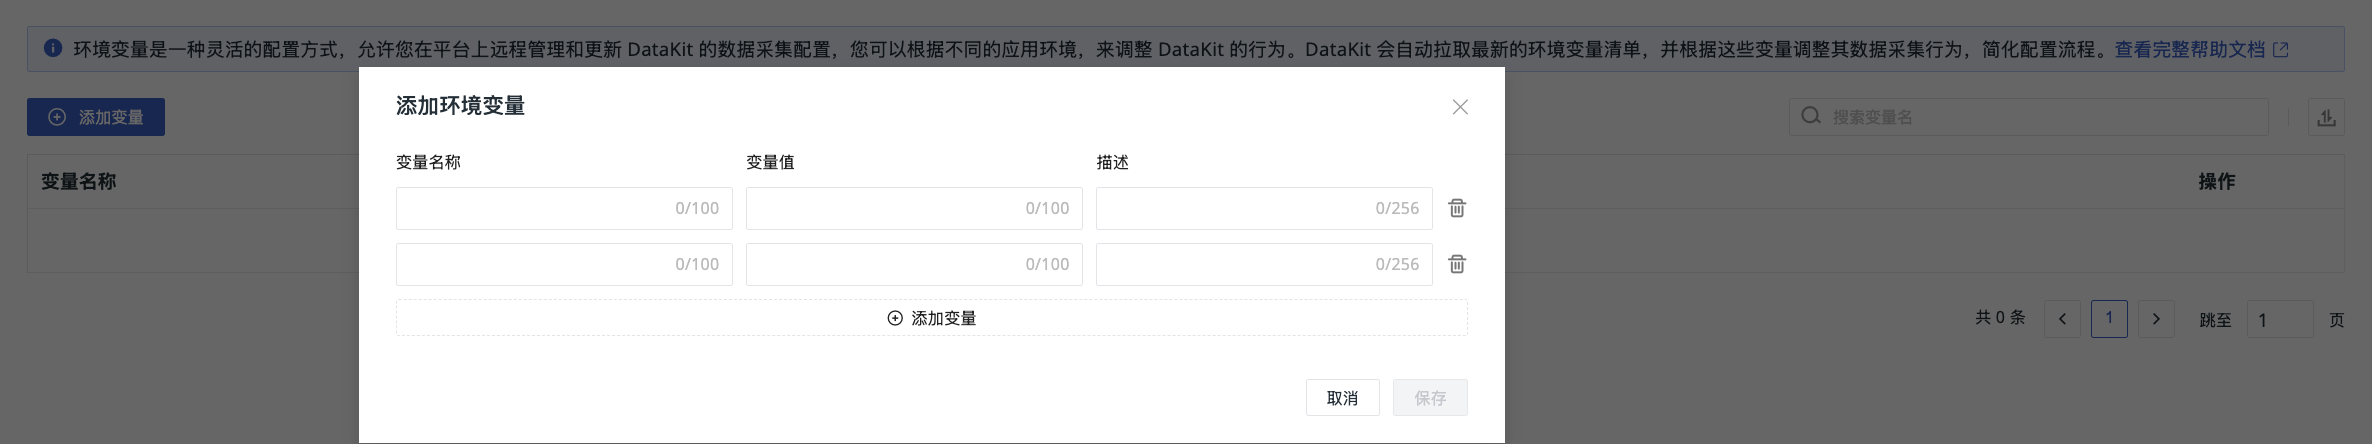 环境变量是一种灵活的配置方式，允许您在平台上远程管理和更新 DataKit 的数据采集配置，您可以根据不同的应用环境，来调整 DataKit 的行为。DataKit 会自动拉取最新的环境变量清单，并根据这些变量调整其数据采集行为，简化配置流程。查看完整帮助文档
添加变量
搜索变量名
变量名称
操作
添加环境变量
变量名称 变量值 描述
0/100 0/100 0/256
0/100 0/100 0/256
添加变量
取消 保存
共 0 条 1 跳至 1 页